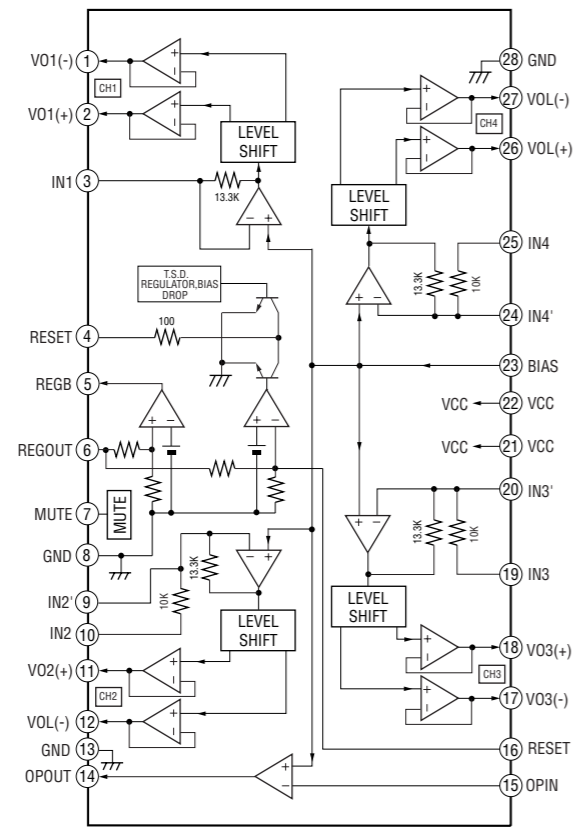 VO1(-) 1
CH1
VO1(+) 2
LEVEL
SHIFT
IN1 3
13.3K
T.S.D.
REGULATOR,BIAS
DROP
RESET 4
100
REGB 5
REGOUT 6
MUTE 7
MUTE
GND 8
IN2' 9
13.3K
10K
IN2 10
LEVEL
SHIFT
VO2(+) 11
CH2
VOL(-) 12
GND 13
OPOUT 14
28 GND
27 VOL(-)
CH4
26 VOL(+)
LEVEL
SHIFT
25 IN4
13.3K
10K
24 IN4'
23 BIAS
VCC 22 VCC
VCC 21 VCC
20 IN3'
13.3K
10K
19 IN3
LEVEL
SHIFT
18 VO3(+)
CH3
17 VO3(-)
16 RESET
15 OPIN
+
-
+
-
- +
+
-
+
-
+ -
+ -
+ -
+ -
- +
+
-
+
-
+
-
+
-
+
-